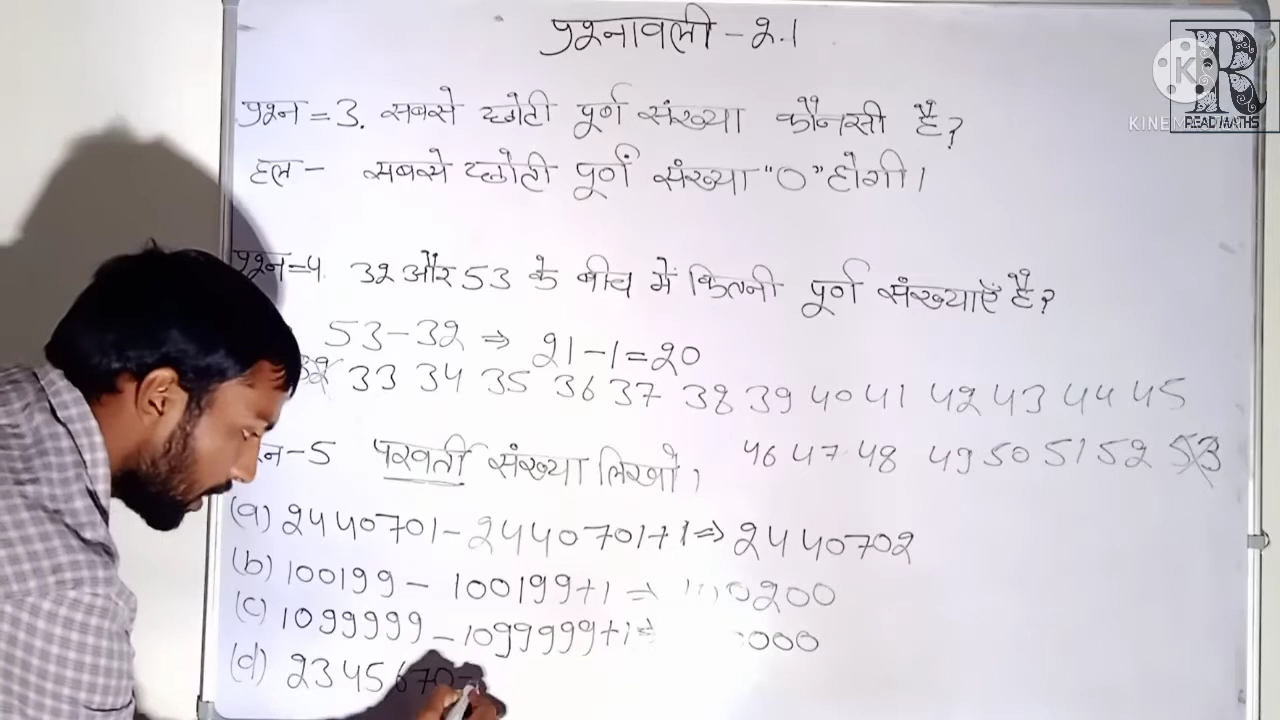 प्रश्नावली - 2.1
प्रश्न = 3. सबसे छोटी पूर्ण संख्या कौनसी है?
हल - सबसे छोटी पूर्ण संख्या "0" होगी।
प्रश्न = 4. 32 और 53 के बीच में कितनी पूर्ण संख्याएँ है?
53 - 32 ⇒ 21 - 1 = 20
32 33 34 35 36 37 38 39 40 41 42 43 44 45
46 47 48 49 50 51 52 53
-5 परवर्ती संख्या लिखो।
(a) 2440701 - 2440701+1 ⇒ 2440702
(b) 100199 - 100199+1 ⇒ 0200
(c) 1099999 - 1099999+1 ⇒ 000
(d) 2345670
R
READ MATHS
K
KINEM